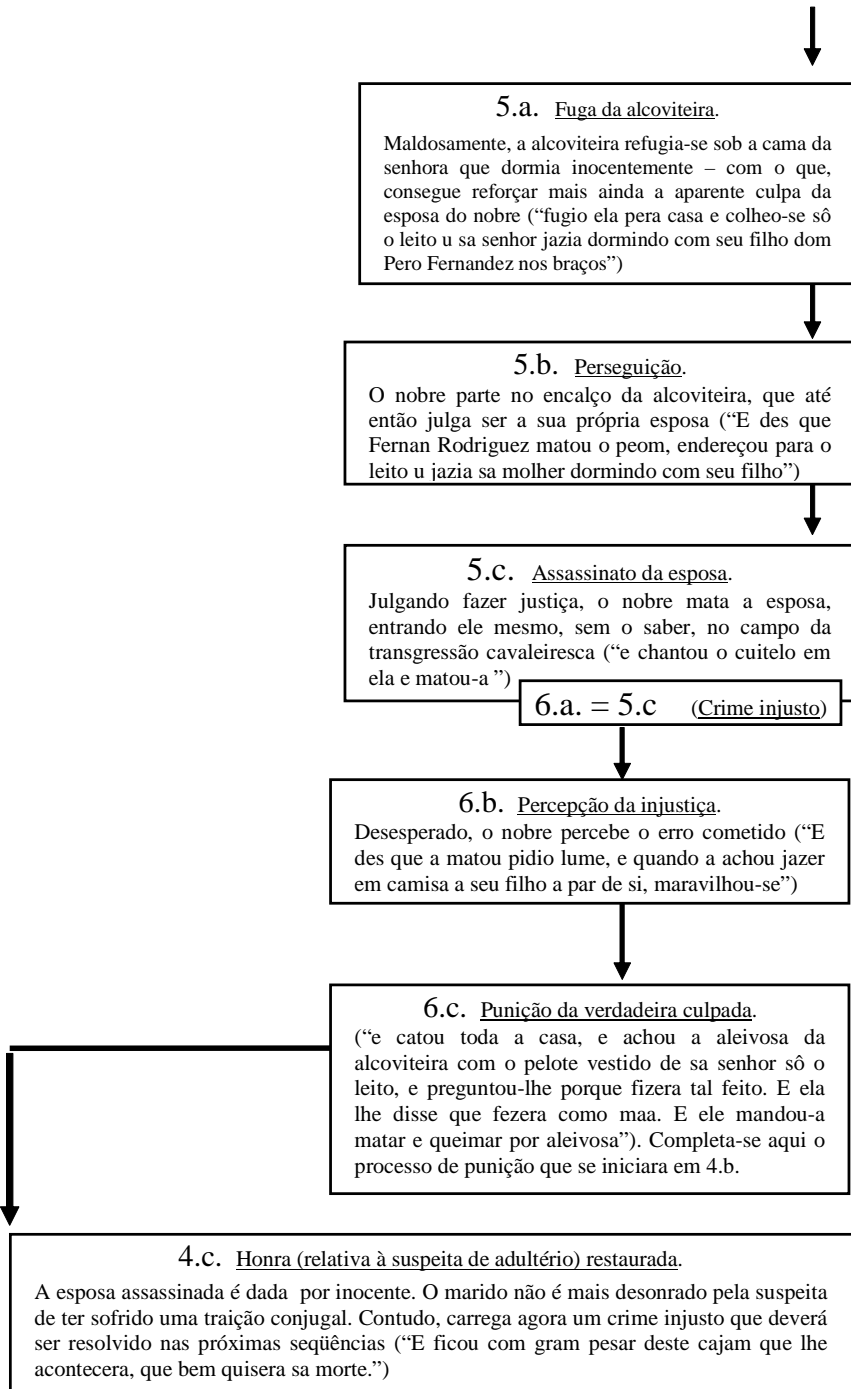 5.a. Fuga da alcoviteira.
Maldosamente, a alcoviteira refugia-se sob a cama da
senhora que dormia inocentemente – com o que,
consegue reforçar mais ainda a aparente culpa da
esposa do nobre (“fugio ela pera casa e colheo-se sô
o leito u sa senhor jazia dormindo com seu filho dom
Pero Fernandez nos braços”)
5.b. Perseguição.
O nobre parte no encalço da alcoviteira, que até
então julga ser a sua própria esposa (“E des que
Fernan Rodriguez matou o peom, endereçou para o
leito u jazia sa molher dormindo com seu filho”)
5.c. Assassinato da esposa.
Julgando fazer justiça, o nobre mata a esposa,
entrando ele mesmo, sem o saber, no campo da
transgressão cavaleiresca (“e chantou o cuitelo em
ela e matou-a ”)
6.a. = 5.c (Crime injusto)
6.b. Percepção da injustiça.
Desesperado, o nobre percebe o erro cometido (“E
des que a matou pidio lume, e quando a achou jazer
em camisa a seu filho a par de si, maravilhou-se”)
6.c. Punição da verdadeira culpada.
(“e catou toda a casa, e achou a aleivosa da
alcoviteira com o pelote vestido de sa senhor sô o
leito, e preguntou-lhe porque fizera tal feito. E ela
lhe disse que fezera como maa. E ele mandou-a
matar e queimar por aleivosa”). Completa-se aqui o
processo de punição que se iniciara em 4.b.
4.c. Honra (relativa à suspeita de adultério) restaurada.
A esposa assassinada é dada por inocente. O marido não é mais desonrado pela suspeita
de ter sofrido uma traição conjugal. Contudo, carrega agora um crime injusto que deverá
ser resolvido nas próximas seqüências (“E ficou com gram pesar deste cajam que lhe
acontecera, que bem quisera sa morte.”)